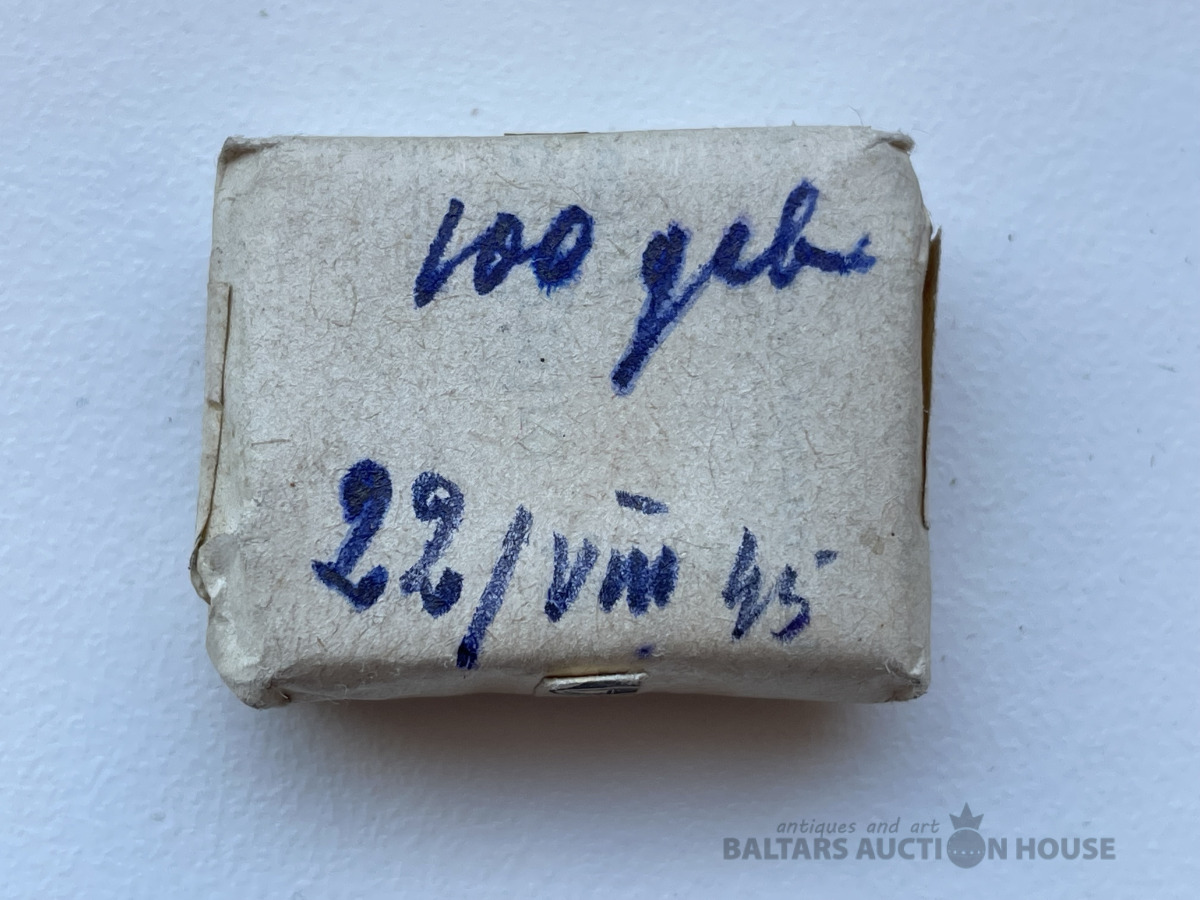 100 gab.
22/VIII 45
antiques and art
BALTARS AUCTION HOUSE